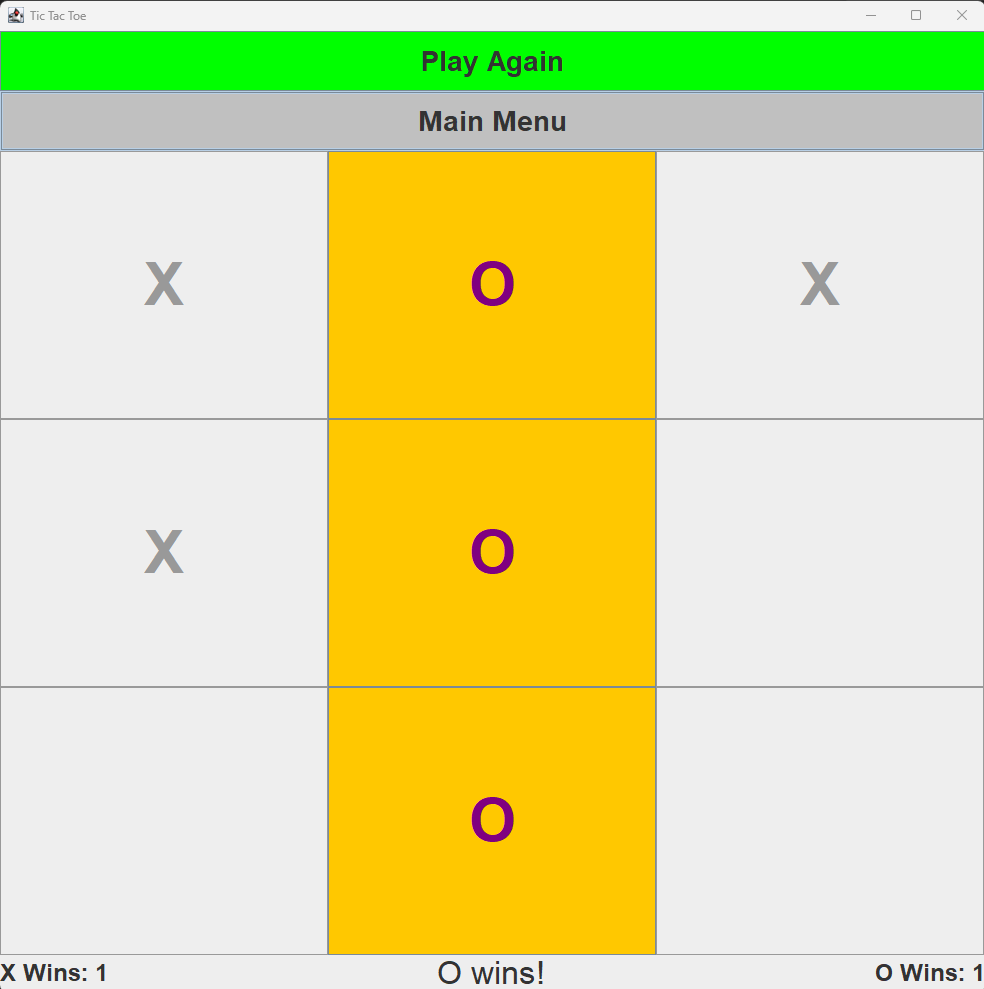 Tic Tac Toe
Play Again
Main Menu
X O X
X O
O
X Wins: 1 O wins! O Wins: 1